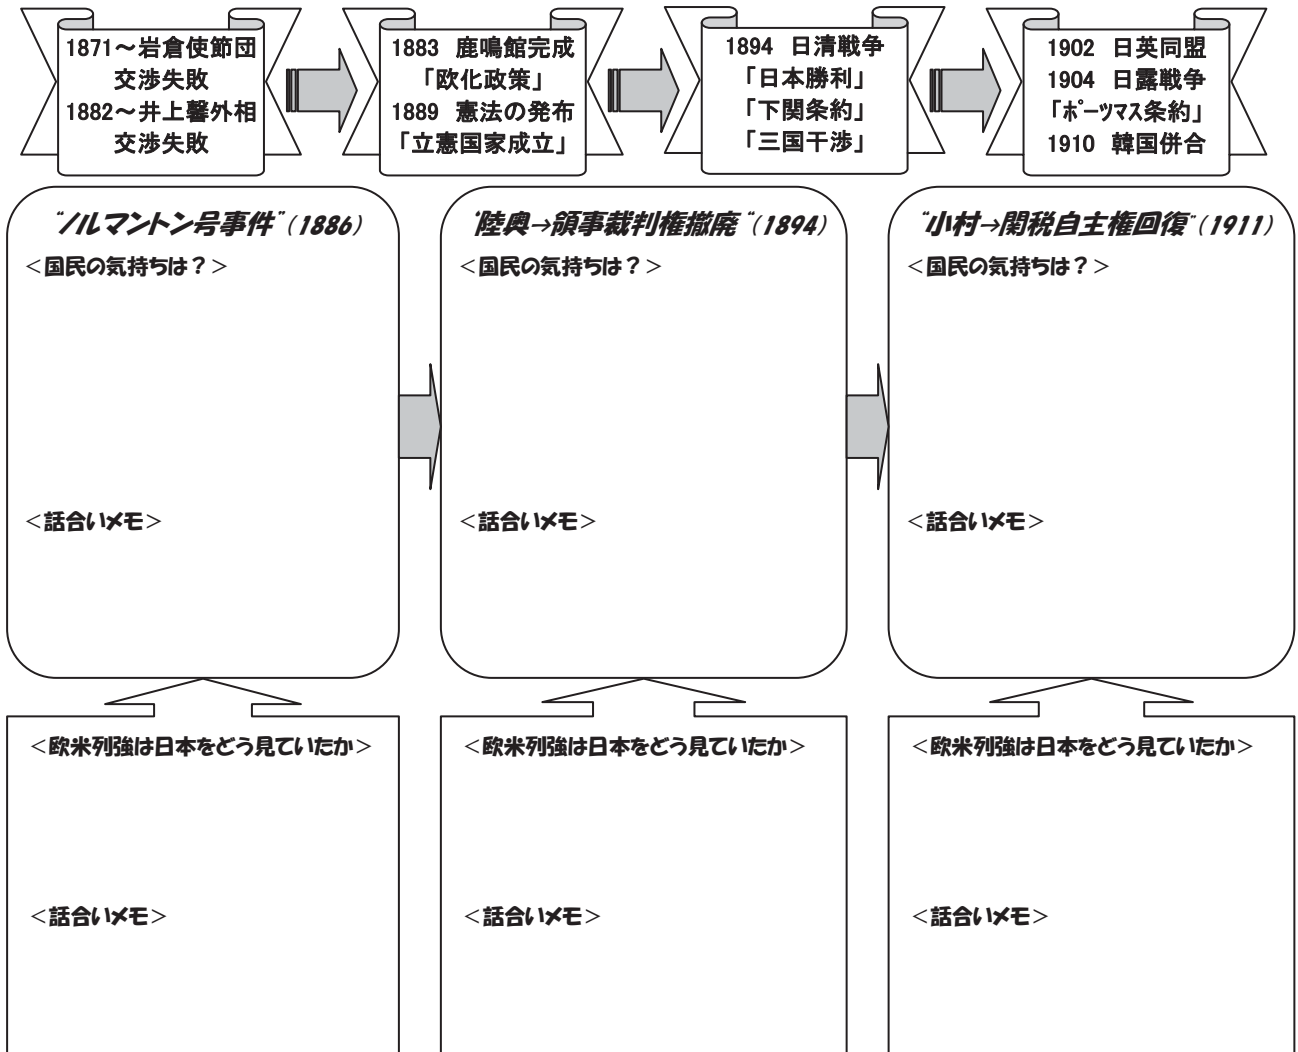 1871～岩倉使節団
交渉失敗
1882～井上馨外相
交渉失敗
1883 鹿鳴館完成
「欧化政策」
1889 憲法の発布
「立憲国家成立」
1894 日清戦争
「日本勝利」
「下関条約」
「三国干渉」
1902 日英同盟
1904 日露戦争
「ﾎﾟｰﾂﾏｽ条約」
1910 韓国併合
“ノルマントン号事件”(1886)
<国民の気持ちは？>
<話合いメモ>
“陸奥→領事裁判権撤廃“(1894)
<国民の気持ちは？>
<話合いメモ>
“小村→関税自主権回復”(1911)
<国民の気持ちは？>
<話合いメモ>
<欧米列強は日本をどう見ていたか>
<話合いメモ>
<欧米列強は日本をどう見ていたか>
<話合いメモ>
<欧米列強は日本をどう見ていたか>
<話合いメモ>